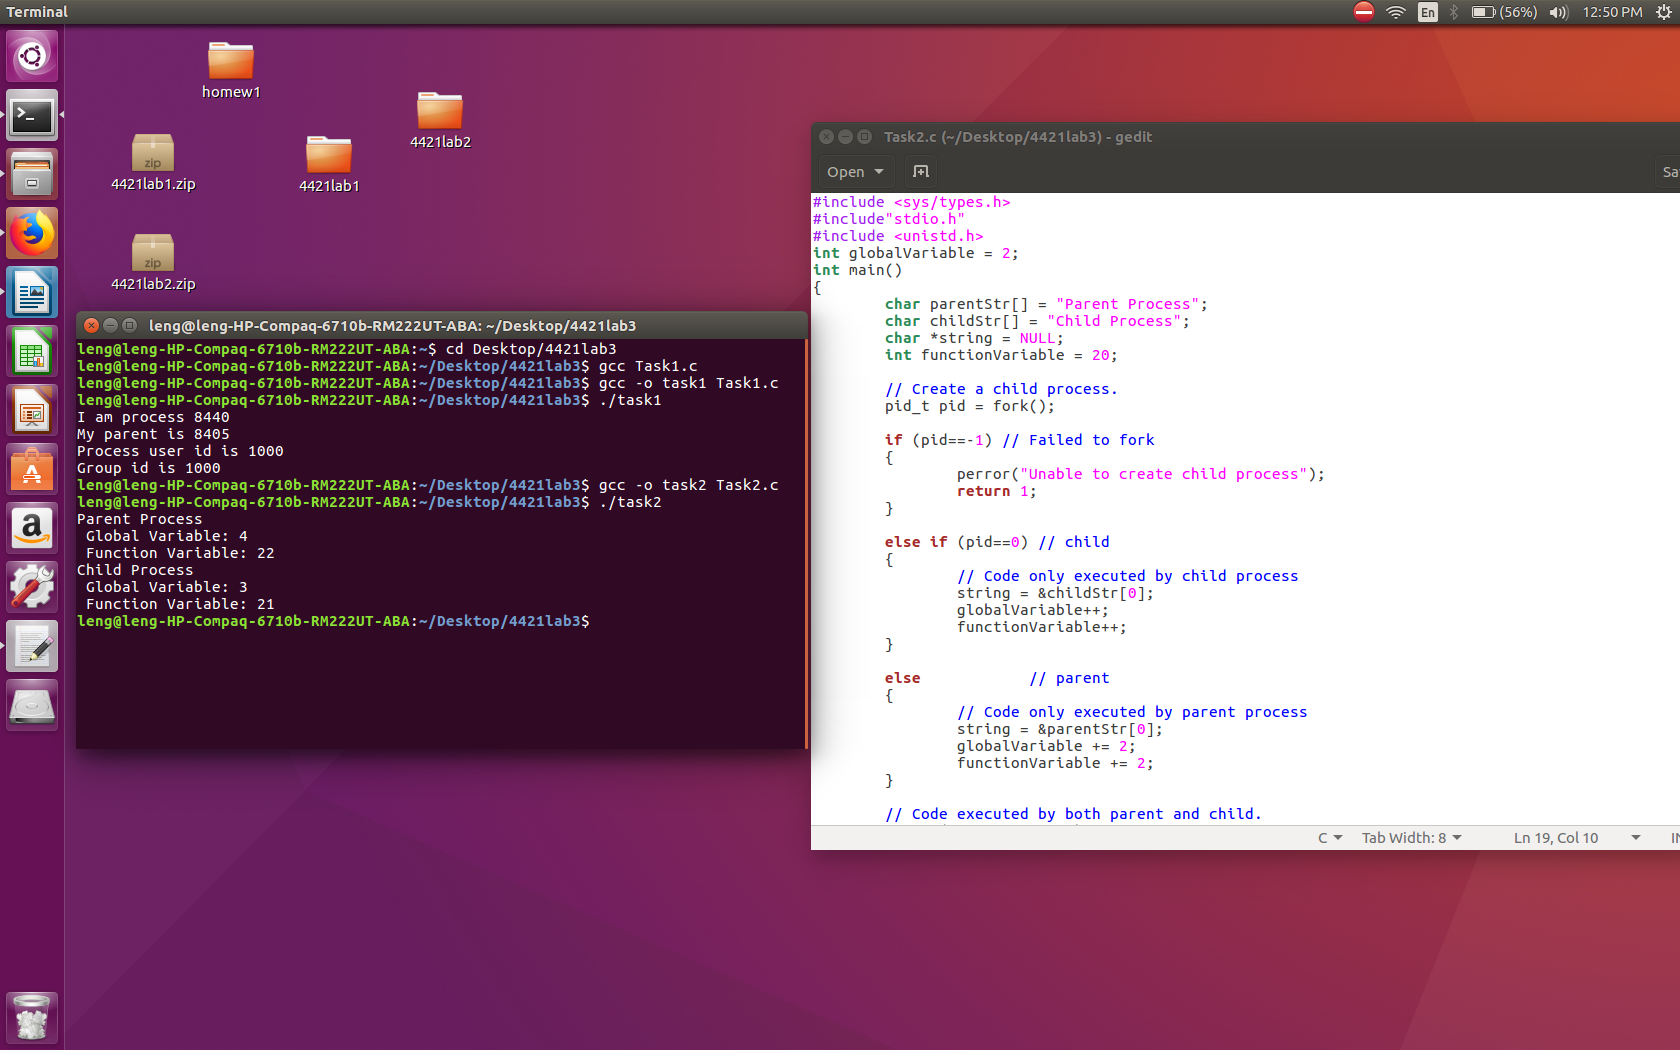 Terminal
En
(56%)
12:50 PM
homew1
4421lab2
zip
4421lab1.zip
4421lab1
zip
4421lab2.zip
leng@leng-HP-Compaq-6710b-RM222UT-ABA: ~/Desktop/4421lab3
leng@leng-HP-Compaq-6710b-RM222UT-ABA:~$ cd Desktop/4421lab3
leng@leng-HP-Compaq-6710b-RM222UT-ABA:~/Desktop/4421lab3$ gcc Task1.c
leng@leng-HP-Compaq-6710b-RM222UT-ABA:~/Desktop/4421lab3$ gcc -o task1 Task1.c
leng@leng-HP-Compaq-6710b-RM222UT-ABA:~/Desktop/4421lab3$ ./task1
I am process 8440
My parent is 8405
Process user id is 1000
Group id is 1000
leng@leng-HP-Compaq-6710b-RM222UT-ABA:~/Desktop/4421lab3$ gcc -o task2 Task2.c
leng@leng-HP-Compaq-6710b-RM222UT-ABA:~/Desktop/4421lab3$ ./task2
Parent Process
 Global Variable: 4
 Function Variable: 22
Child Process
 Global Variable: 3
 Function Variable: 21
leng@leng-HP-Compaq-6710b-RM222UT-ABA:~/Desktop/4421lab3$
Task2.c (~/Desktop/4421lab3) - gedit
Open
Sa
#include <sys/types.h>
#include"stdio.h"
#include <unistd.h>
int globalVariable = 2;
int main()
{
        char parentStr[] = "Parent Process";
        char childStr[] = "Child Process";
        char *string = NULL;
        int functionVariable = 20;
        // Create a child process.
        pid_t pid = fork();
        if (pid==-1) // Failed to fork
        {
                perror("Unable to create child process");
                return 1;
        }
        else if (pid==0) // child
        {
                // Code only executed by child process
                string = &childStr[0];
                globalVariable++;
                functionVariable++;
        }
        else            // parent
        {
                // Code only executed by parent process
                string = &parentStr[0];
                globalVariable += 2;
                functionVariable += 2;
        }
        // Code executed by both parent and child.
C
Tab Width: 8
Ln 19, Col 10
IN